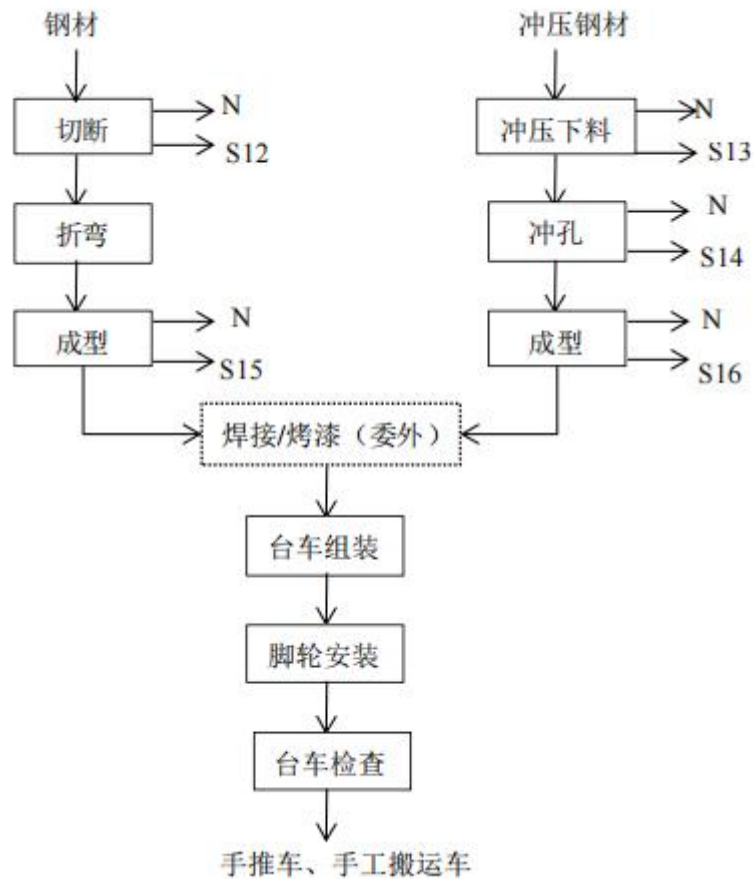 钢材
冲压钢材
切断
N
S12
冲压下料
N
S13
折弯
冲孔
N
S14
成型
N
S15
成型
N
S16
焊接/烤漆（委外）
台车组装
脚轮安装
台车检查
手推车、手工搬运车